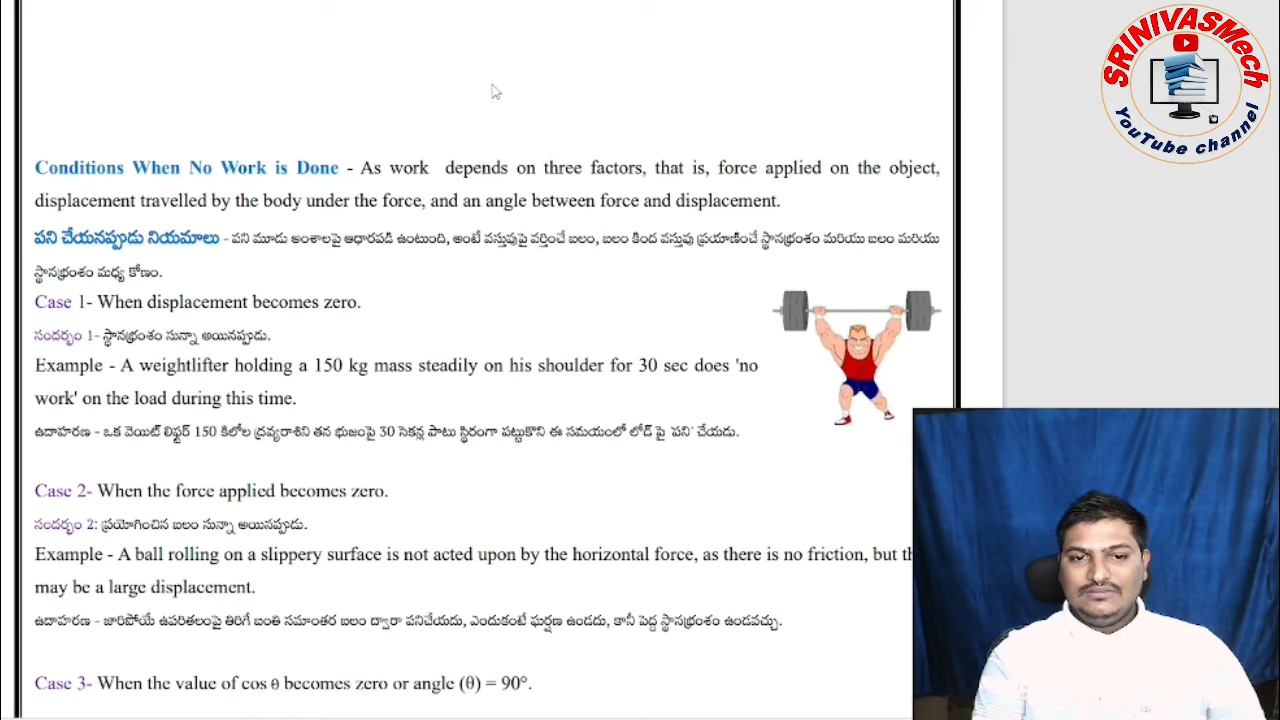 SRINIVASMech
YouTube channel
Conditions When No Work is Done - As work depends on three factors, that is, force applied on the object,
displacement travelled by the body under the force, and an angle between force and displacement.
పని చేయనప్పుడు నియమాలు - పని మూడు అంశాలపై ఆధారపడి ఉంటుంది, అంటే వస్తువుపై వర్తించే బలం, బలం కింద వస్తువు ప్రయాణించే స్థానభ్రంశం మరియు బలం మరియు
స్థానభ్రంశం మధ్య కోణం.
Case 1- When displacement becomes zero.
సందర్భం 1- స్థానభ్రంశం సున్నా అయినప్పుడు.
Example - A weightlifter holding a 150 kg mass steadily on his shoulder for 30 sec does 'no
work' on the load during this time.
ఉదాహరణ - ఒక వెయిట్ లిఫ్టర్ 150 కిలోల ద్రవ్యరాశిని తన భుజంపై 30 సెకన్ల పాటు స్థిరంగా పట్టుకొని ఈ సమయంలో లోడ్ పై 'పని' చేయడు.
Case 2- When the force applied becomes zero.
సందర్భం 2: ప్రయోగించిన బలం సున్నా అయినప్పుడు.
Example - A ball rolling on a slippery surface is not acted upon by the horizontal force, as there is no friction, but
may be a large displacement.
ఉదాహరణ - జారిపోయే ఉపరితలంపై తిరిగే బంతి సమాంతర బలం ద్వారా పనిచేయదు, ఎందుకంటే ఘర్షణ ఉండదు, కానీ పెద్ద స్థానభ్రంశం ఉండవచ్చు.
Case 3- When the value of cos θ becomes zero or angle (θ) = 90°.